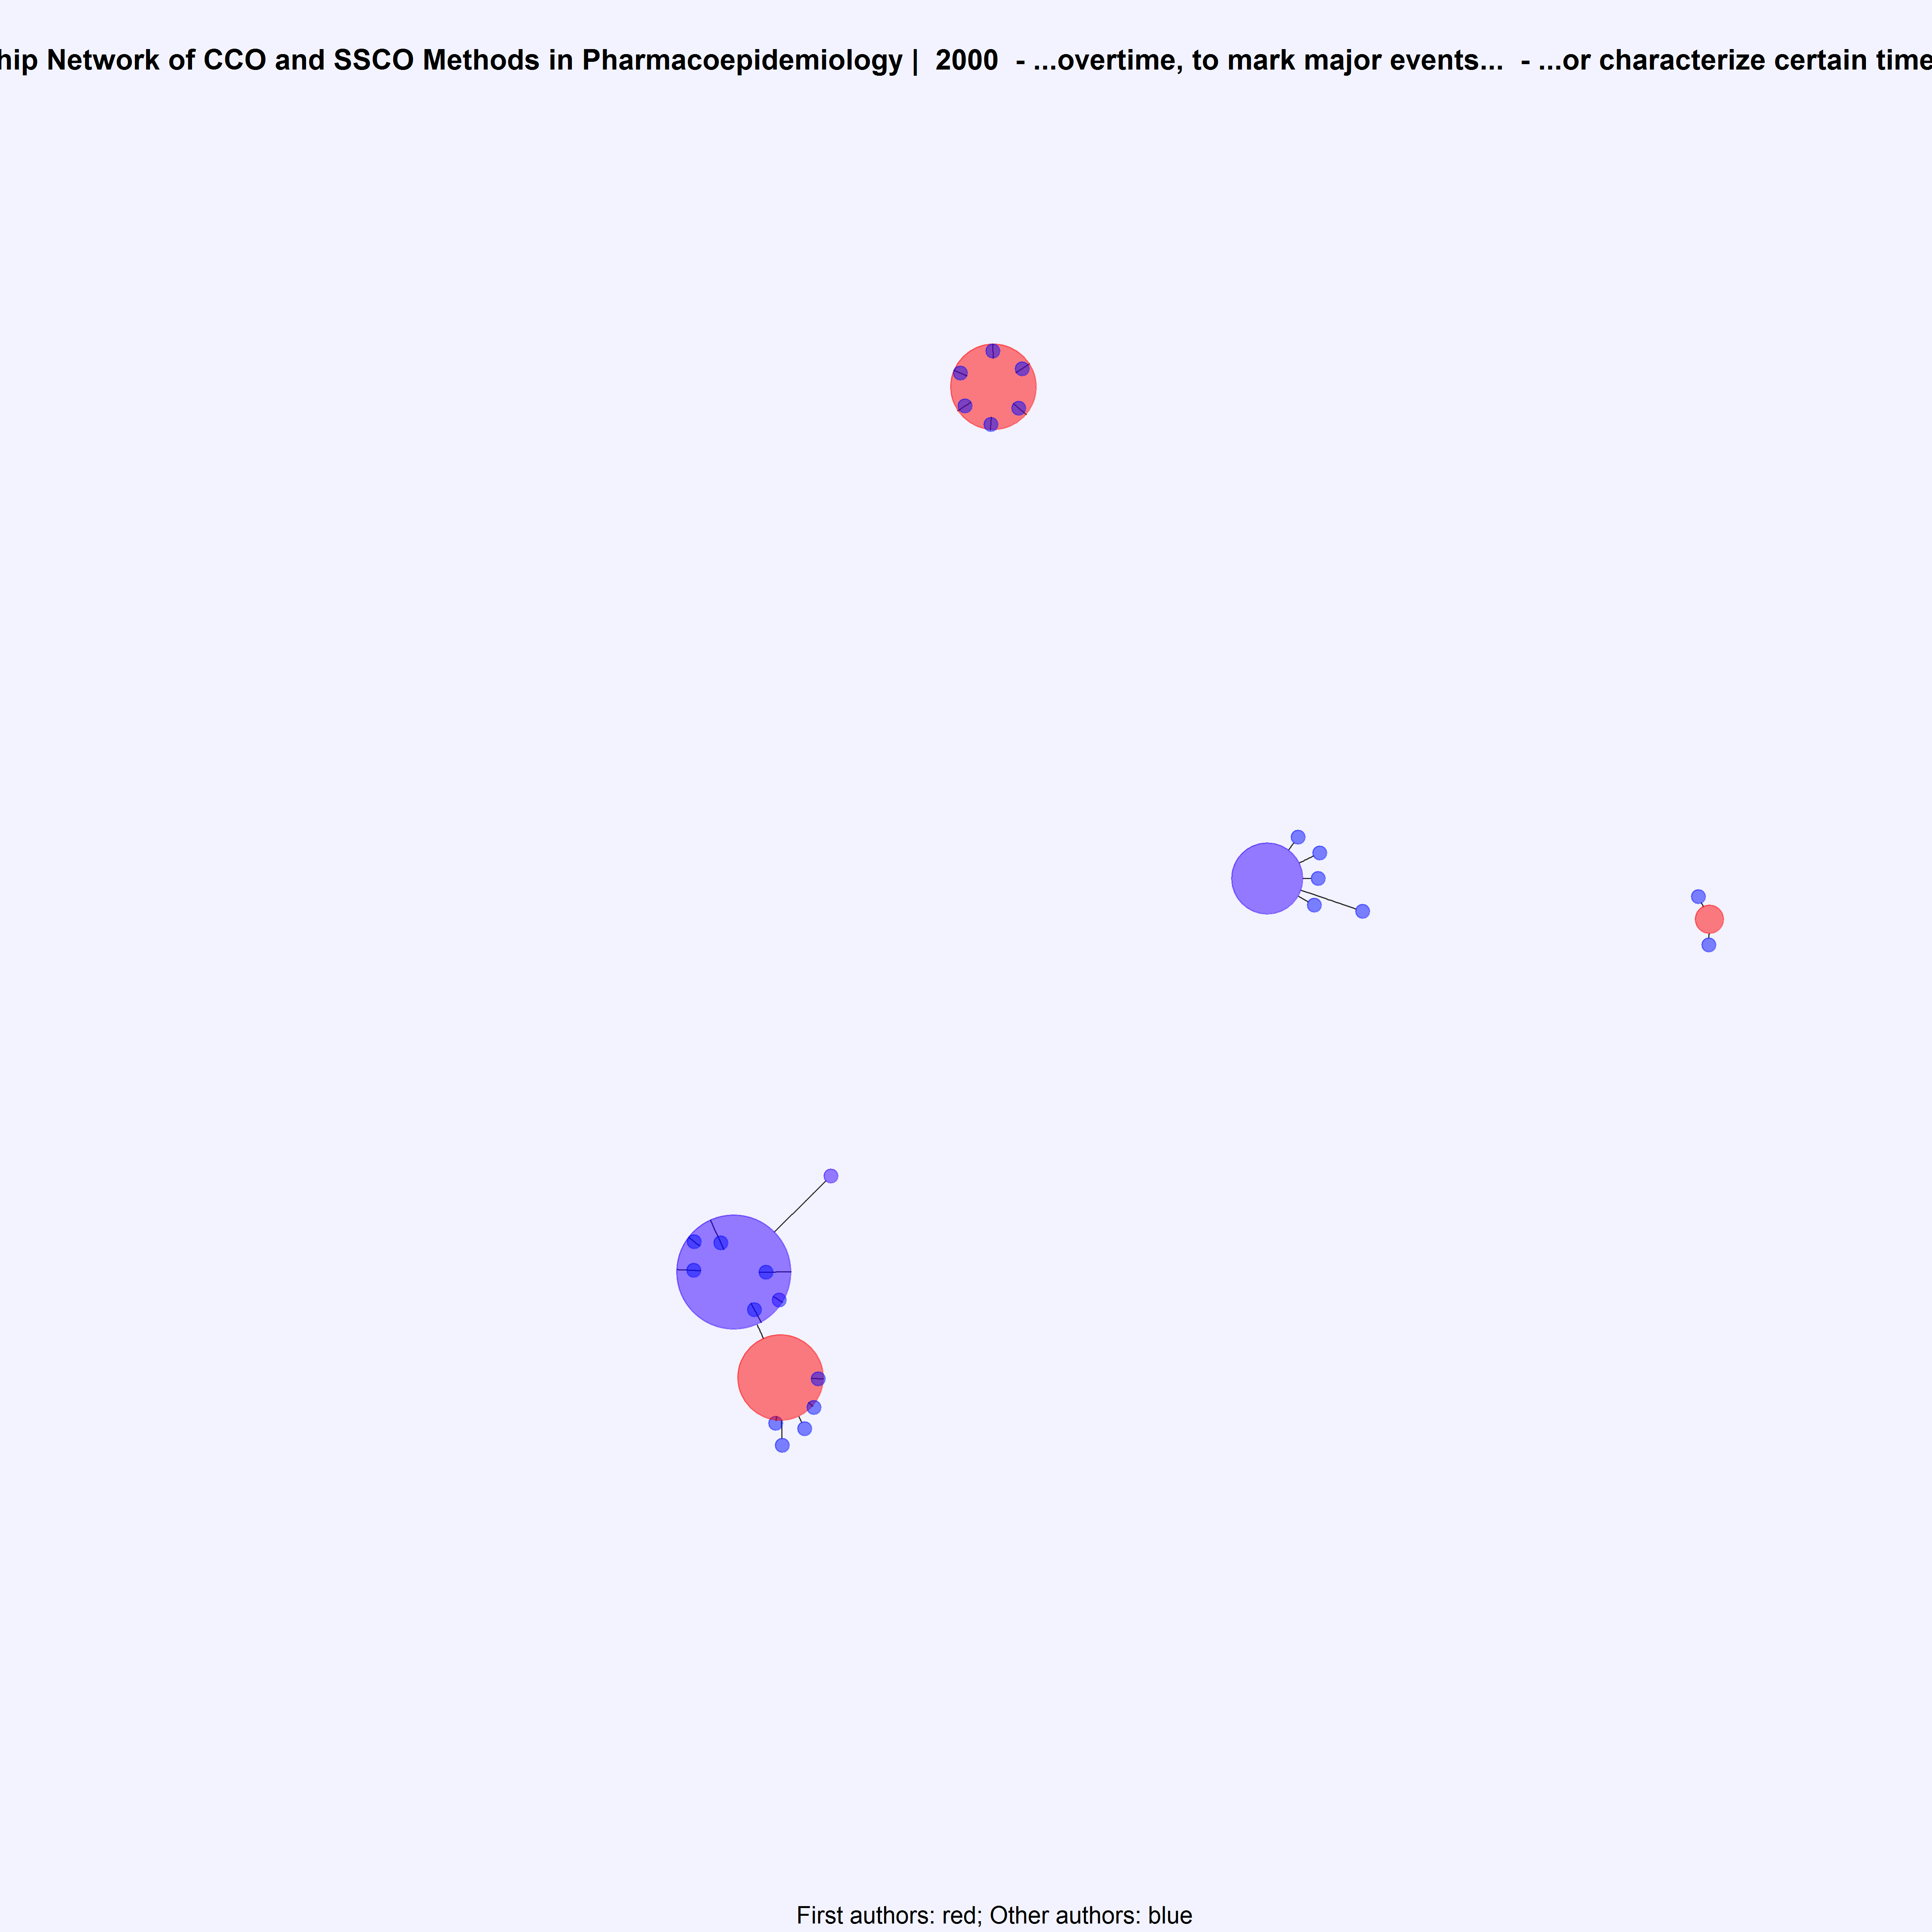 hip Network of CCO and SSCO Methods in Pharmacoepidemiology | 2000 - ...overtime, to mark major events... - ...or characterize certain time
First authors: red; Other authors: blue